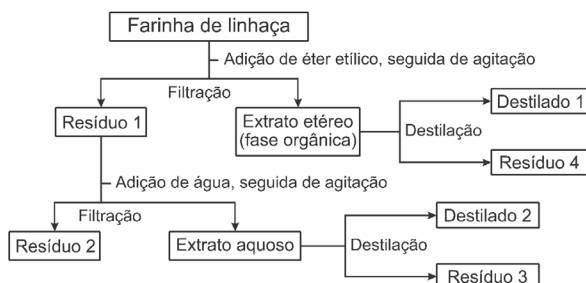 Farinha de linhaça
Adição de éter etílico, seguida de agitação
Filtração
Resíduo 1
Extrato etéreo
(fase orgânica)
Destilação
Destilado 1
Resíduo 4
Adição de água, seguida de agitação
Filtração
Resíduo 2
Extrato aquoso
Destilação
Destilado 2
Resíduo 3